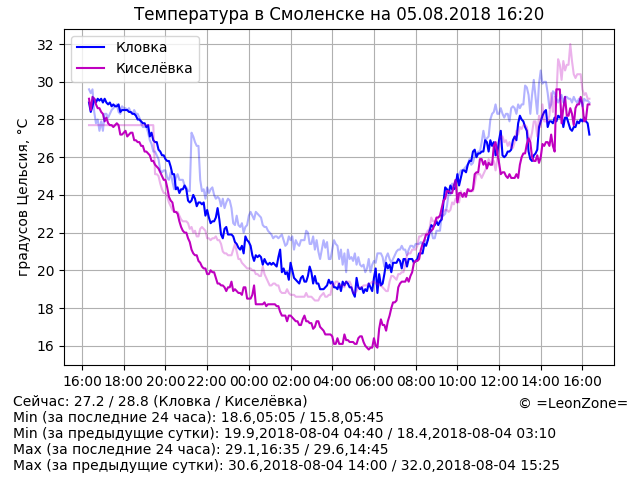 Температура в Смоленске на 05.08.2018 16:20
Кловка
Киселёвка
градусов Цельсия, °C
32
30
28
26
24
22
20
18
16
16:00 18:00 20:00 22:00 00:00 02:00 04:00 06:00 08:00 10:00 12:00 14:00 16:00
Сейчас: 27.2 / 28.8 (Кловка / Киселёвка)
© =LeonZone=
Min (за последние 24 часа): 18.6,05:05 / 15.8,05:45
Min (за предыдущие сутки): 19.9,2018-08-04 04:40 / 18.4,2018-08-04 03:10
Max (за последние 24 часа): 29.1,16:35 / 29.6,14:45
Max (за предыдущие сутки): 30.6,2018-08-04 14:00 / 32.0,2018-08-04 15:25